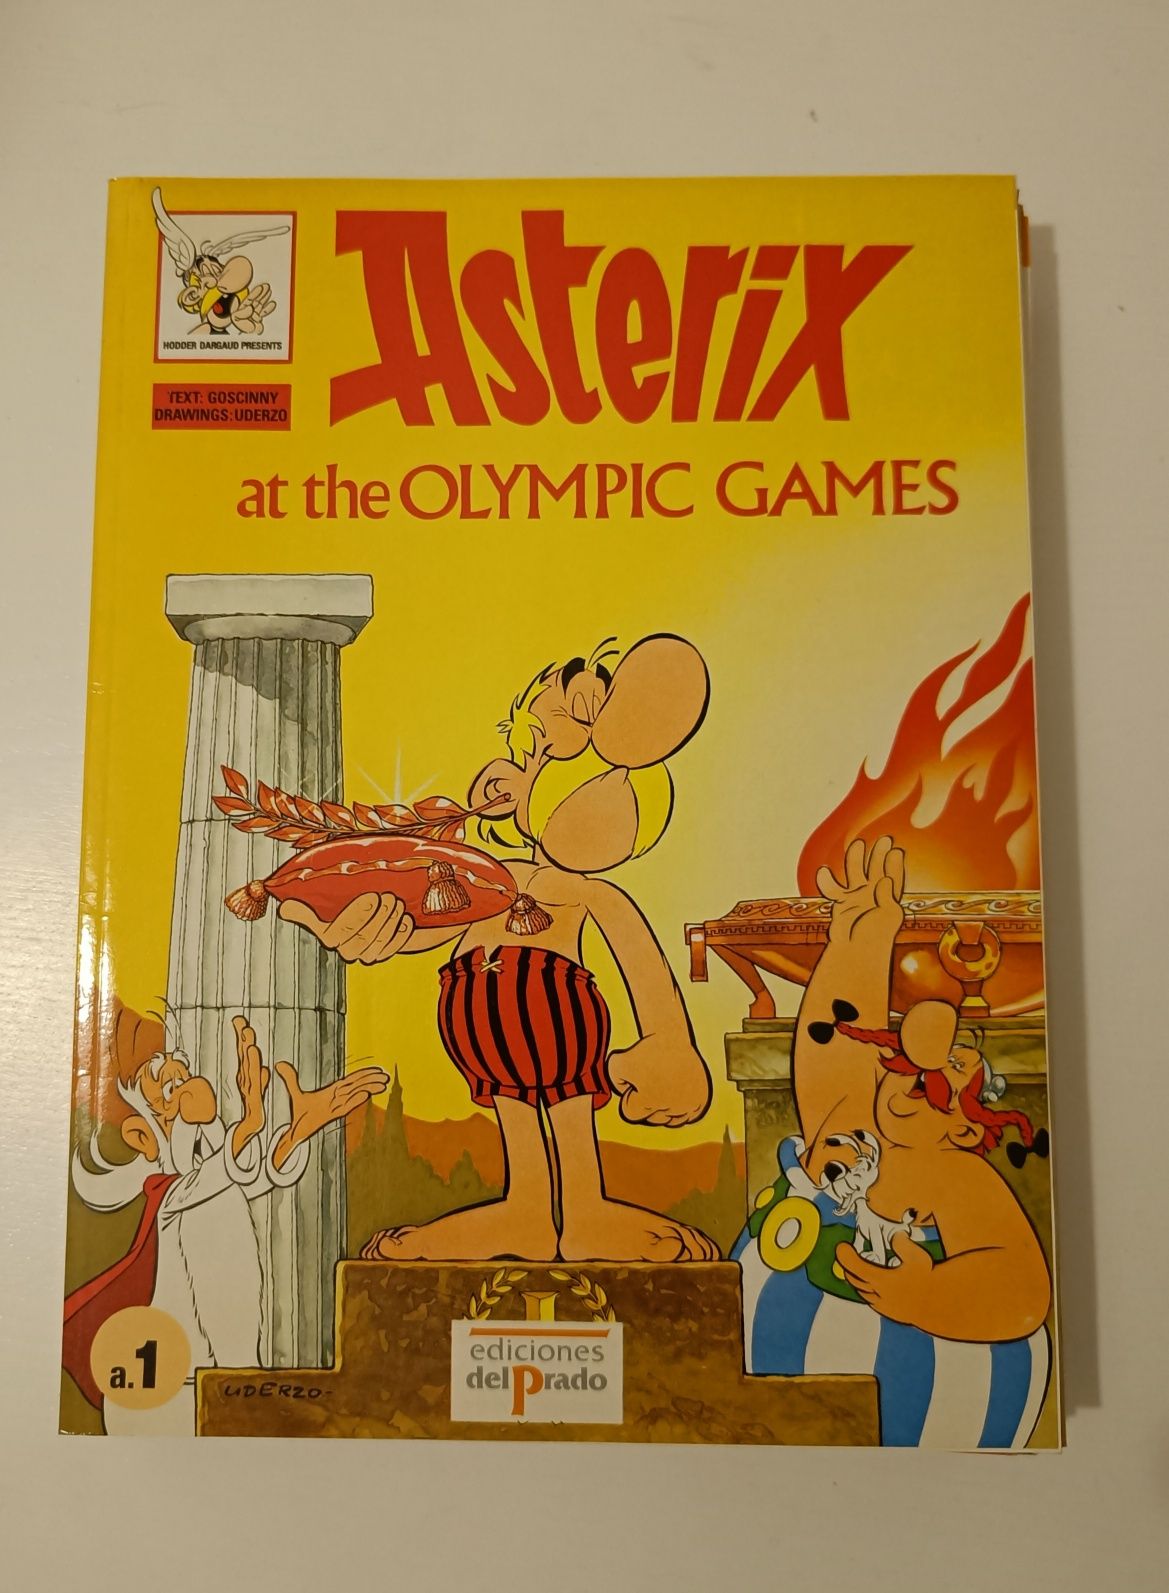 HODDER DARGAUD PRESENTS
TEXT: GOSCINNY
DRAWINGS: UDERZO
Asterix
at the OLYMPIC GAMES
I
a.1
UDERZO-
ediciones
del Prado